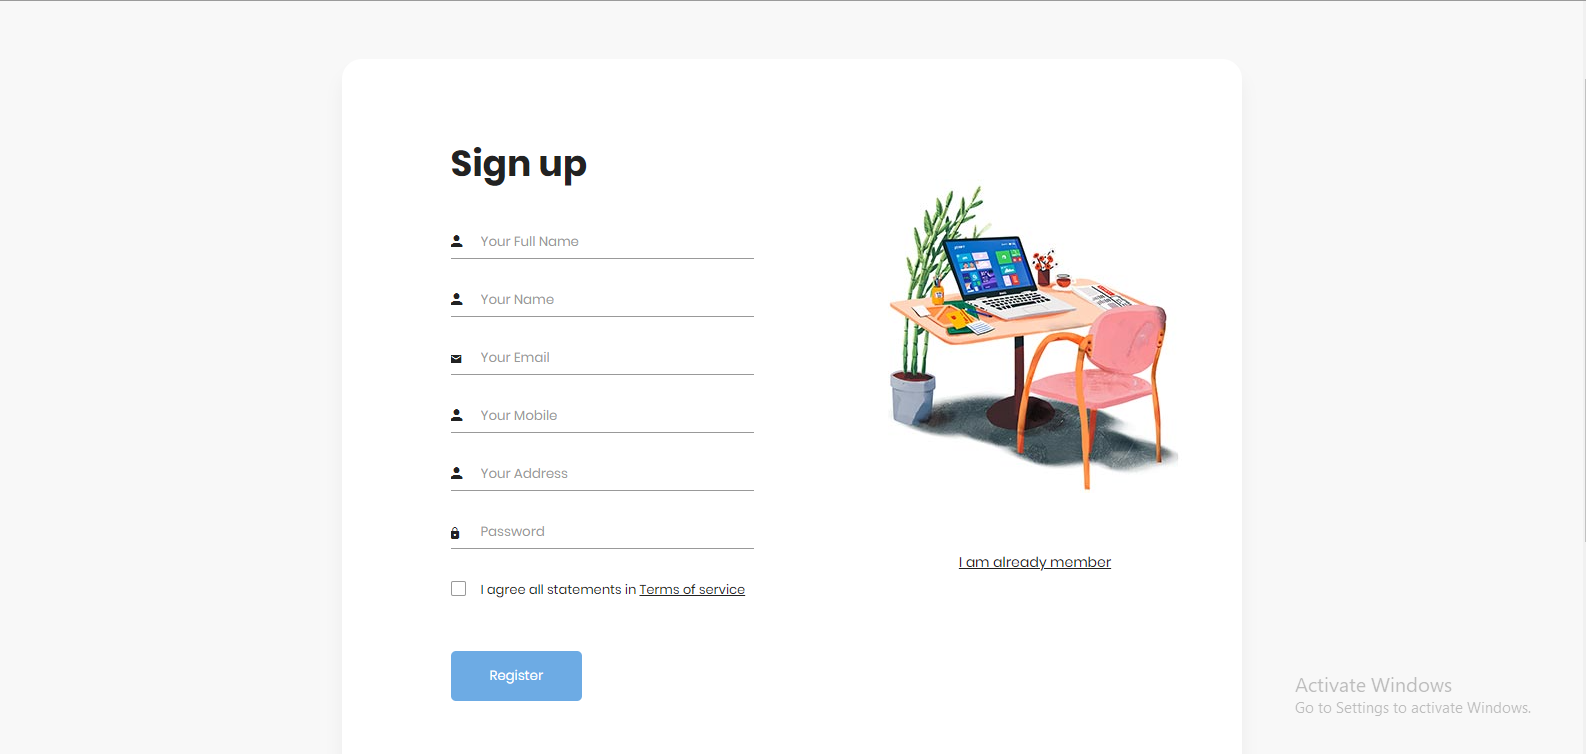 Sign up
Your Full Name
Your Name
Your Email
Your Mobile
Your Address
Password
I agree all statements in Terms of service
Register
I am already member
Activate Windows
Go to Settings to activate Windows.